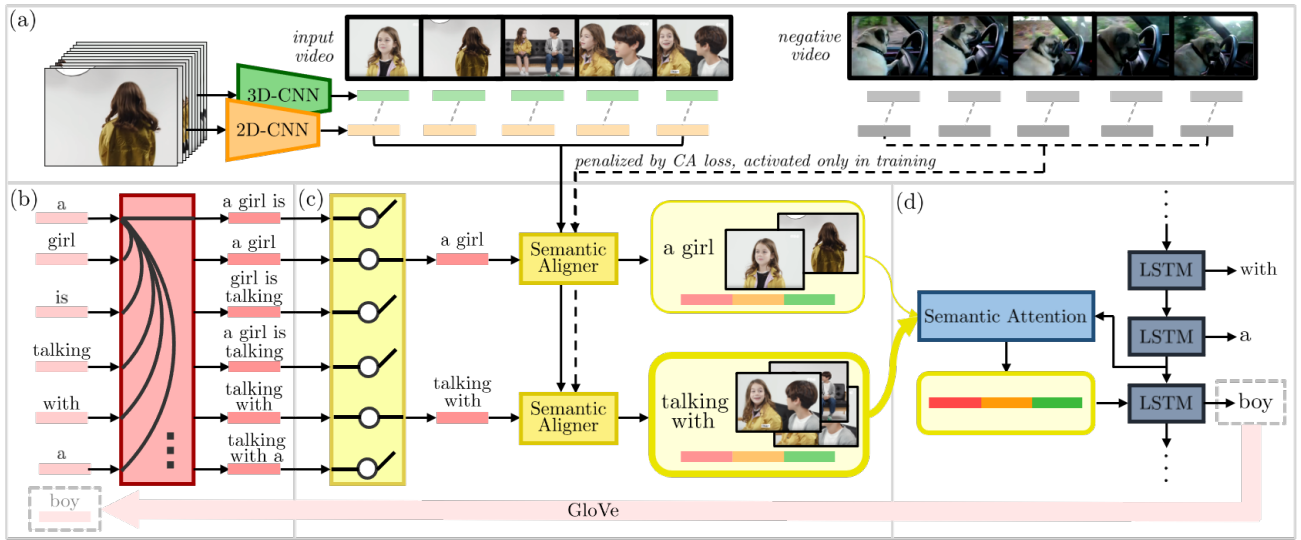 (a)
input
video
negative
video
3D-CNN
2D-CNN
penalized by CA loss, activated only in training
(b)
a
girl
is
talking
with
a
boy
a girl is
a girl
girl is
talking
a girl is
talking
talking
with
talking
with a
(c)
a girl
talking
with
Semantic
Aligner
Semantic
Aligner
a girl
talking
with
(d)
Semantic Attention
LSTM
with
LSTM
a
LSTM
boy
GloVe